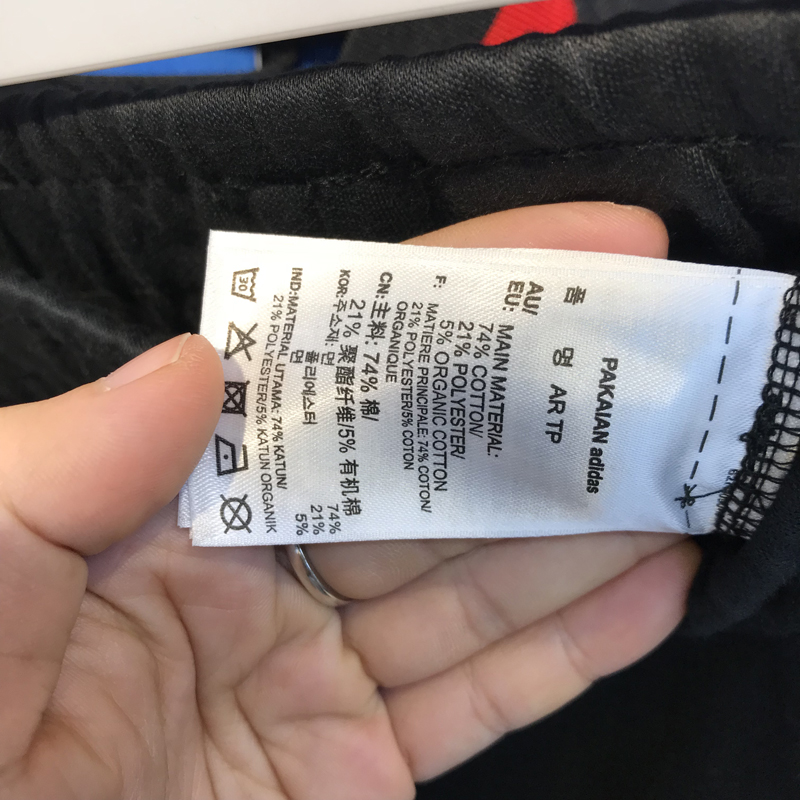 PAKAIAN adidas
품 명 AR TP
AU/
EU: MAIN MATERIAL:
74% COTTON/
21% POLYESTER/
5% ORGANIC COTTON
F: MATIERE PRINCIPALE: 74% COTON/
21% POLYESTER/5% COTON
ORGANIQUE
CN: 主料: 74% 棉/
21% 聚酯纤维/5% 有机棉
KOR: 주소재: 면 74%
폴리에스터 21%
면 5%
IND: MATERIAL UTAMA: 74% KATUN/
21% POLYESTER/5% KATUN ORGANIK
30